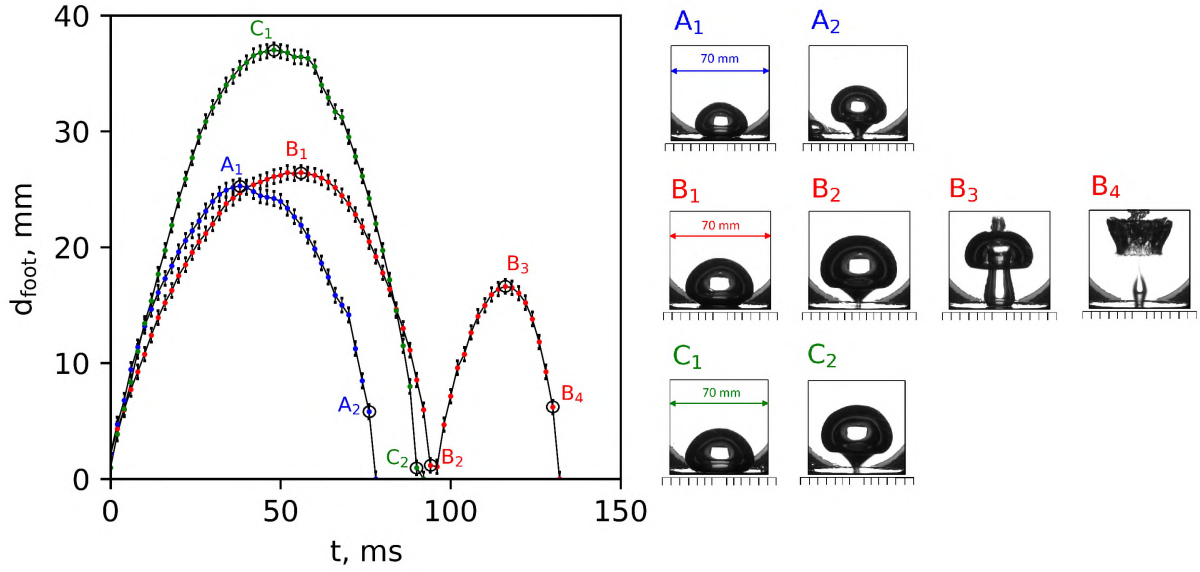 40
30
20
10
0
d_foot, mm
0
50
100
150
t, ms
C₁
A₁
B₁
B₃
A₂
C₂
B₂
B₄
A₁ A₂
70 mm
B₁ B₂ B₃ B₄
70 mm
C₁ C₂
70 mm